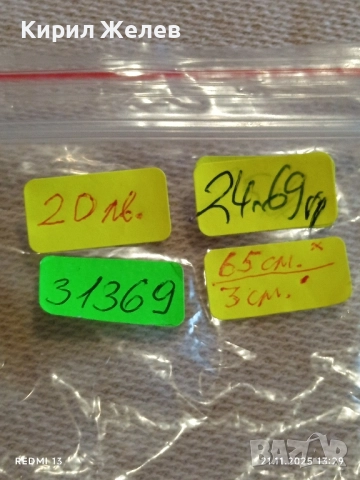 Кирил Желев
20 лв.
24.69 гр
31369
65 см. x
3 см.
REDMI 13
21.11.2025 13:29
BAZAR